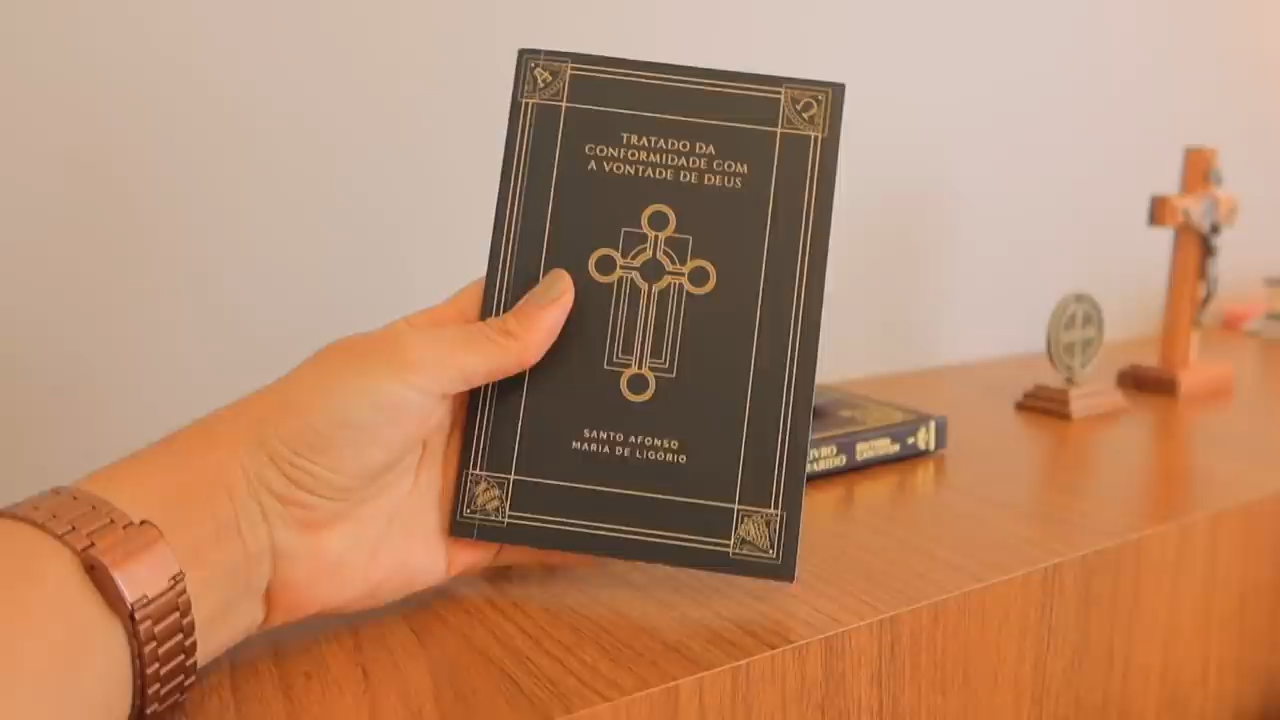 A
Ω
TRATADO DA
CONFORMIDADE COM
A VONTADE DE DEUS
SANTO AFONSO
MARIA DE LIGÓRIO